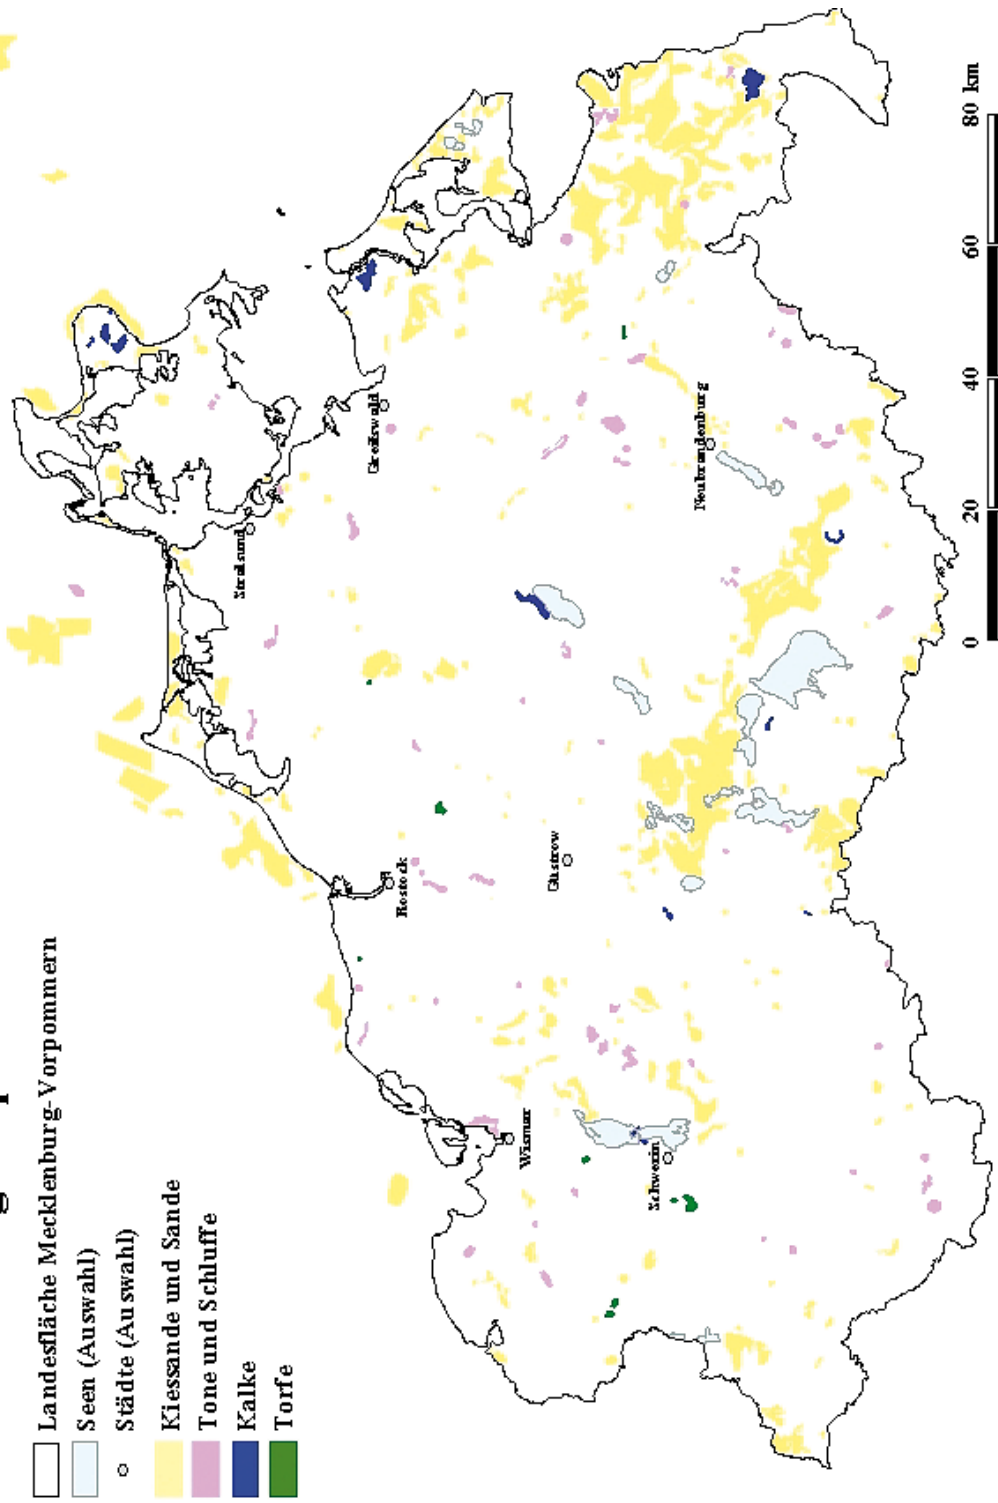 Landesfläche Mecklenburg-Vorpommern
Seen (Auswahl)
Städte (Auswahl)
Kiessande und Sande
Tone und Schluffe
Kalke
Torfe
Stralsund
Greifswald
Rostock
Güstrow
Wismar
Schwerin
Neubrandenburg
0 20 40 60 80 km